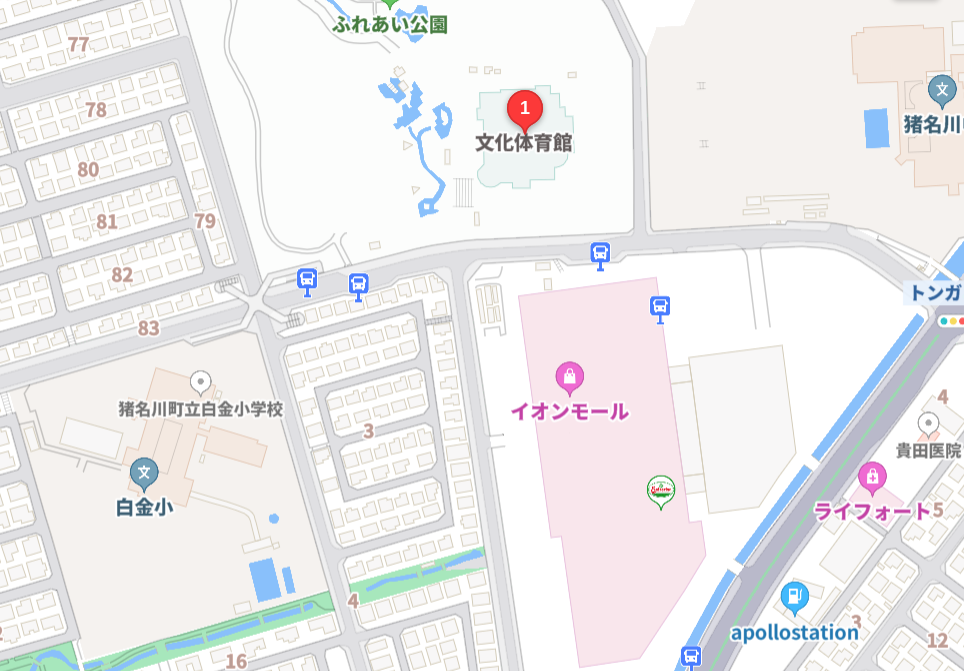 ふれあい公園
77
1
文
78
文化体育館
猪名川
80
81
79
82
83
トンガ
猪名川町立白金小学校
イオンモール
4
3
貴田医院
文
白金小
ライフォート
5
apollostation
4
3
12
16